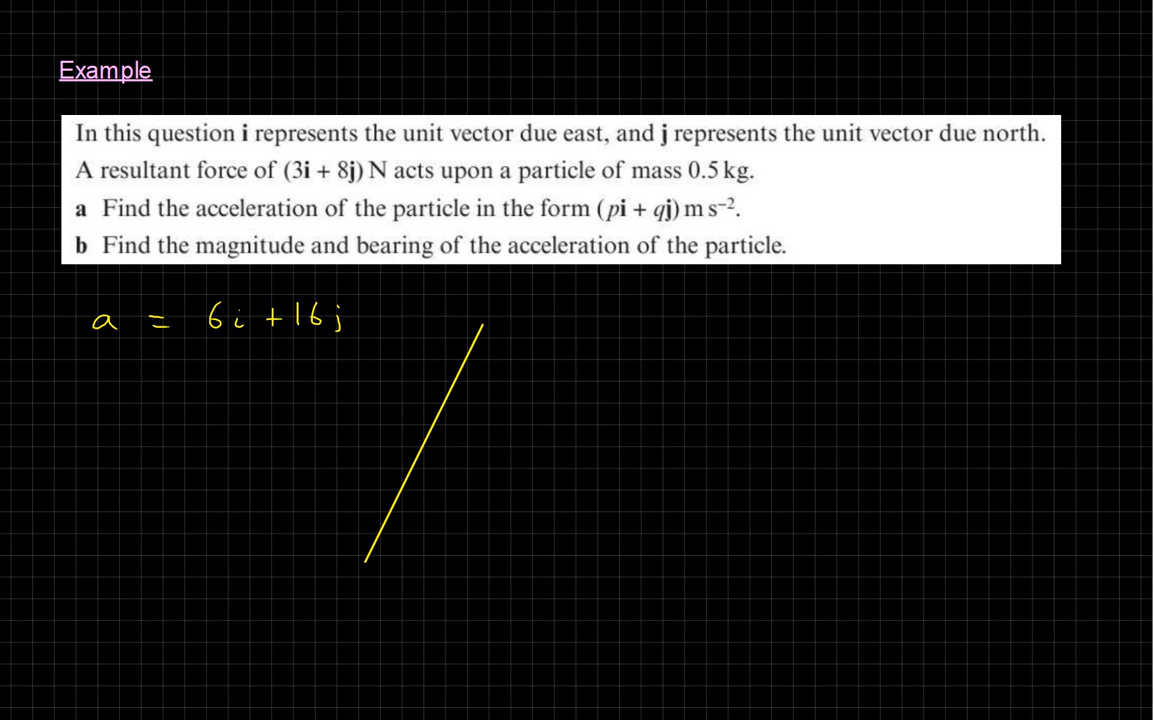 Example
In this question i represents the unit vector due east, and j represents the unit vector due north.
A resultant force of (3i + 8j) N acts upon a particle of mass 0.5 kg.
a Find the acceleration of the particle in the form (pi + qj) m s⁻².
b Find the magnitude and bearing of the acceleration of the particle.
a = 6i + 16j